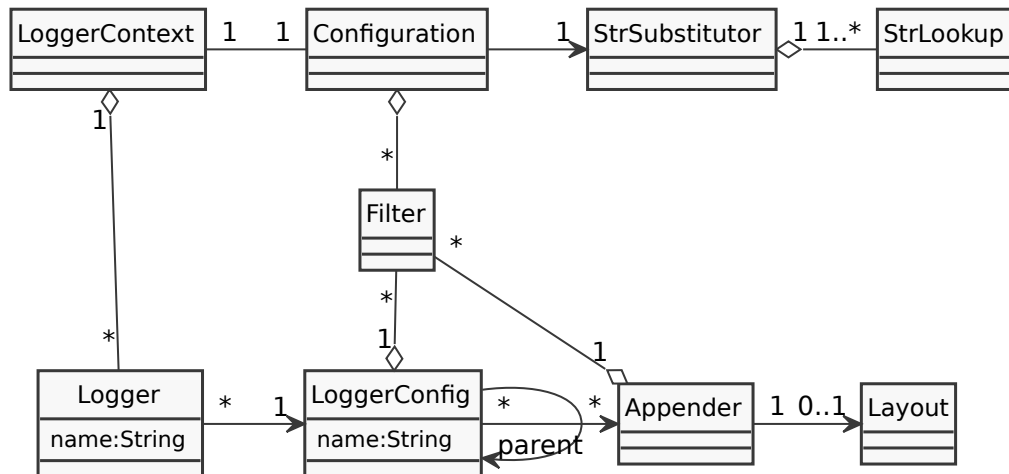 LoggerContext
1
1
Configuration
1
StrSubstitutor
1
1..*
StrLookup
1
*
Filter
*
*
*
1
1
Logger
name:String
*
1
LoggerConfig
name:String
*
parent
*
Appender
1
0..1
Layout